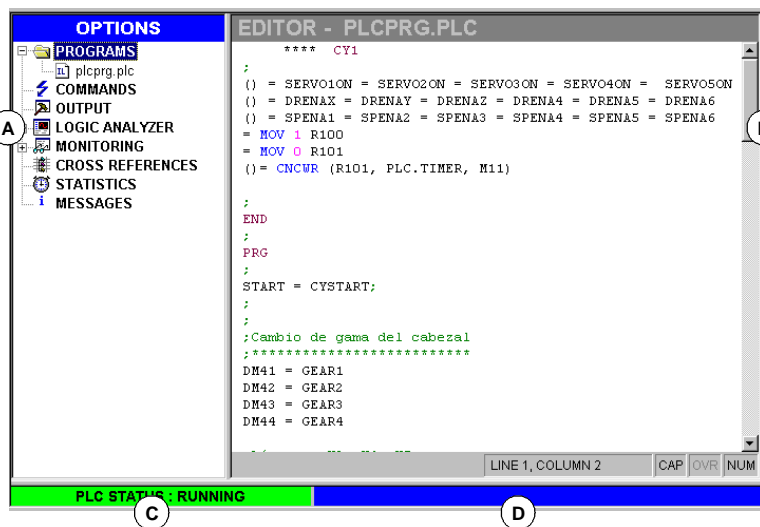 OPTIONS
PROGRAMS
plcprg.plc
COMMANDS
OUTPUT
LOGIC ANALYZER
MONITORING
CROSS REFERENCES
STATISTICS
i MESSAGES
A
EDITOR - PLCPRG.PLC
**** CY1
;
() = SERVO1ON = SERVO2ON = SERVO3ON = SERVO4ON = SERVO5ON
() = DRENAX = DRENAY = DRENAZ = DRENA4 = DRENA5 = DRENA6
() = SPENA1 = SPENA2 = SPENA3 = SPENA4 = SPENA5 = SPENA6
= MOV 1 R100
= MOV 0 R101
()= CNCWR (R101, PLC.TIMER, M11)
;
END
;
PRG
;
START = CYSTART;
;
;
;Cambio de gama del cabezal
;**************************
DM41 = GEAR1
DM42 = GEAR2
DM43 = GEAR3
DM44 = GEAR4
LINE 1, COLUMN 2 CAP OVR NUM
PLC STATUS : RUNNING
C
D